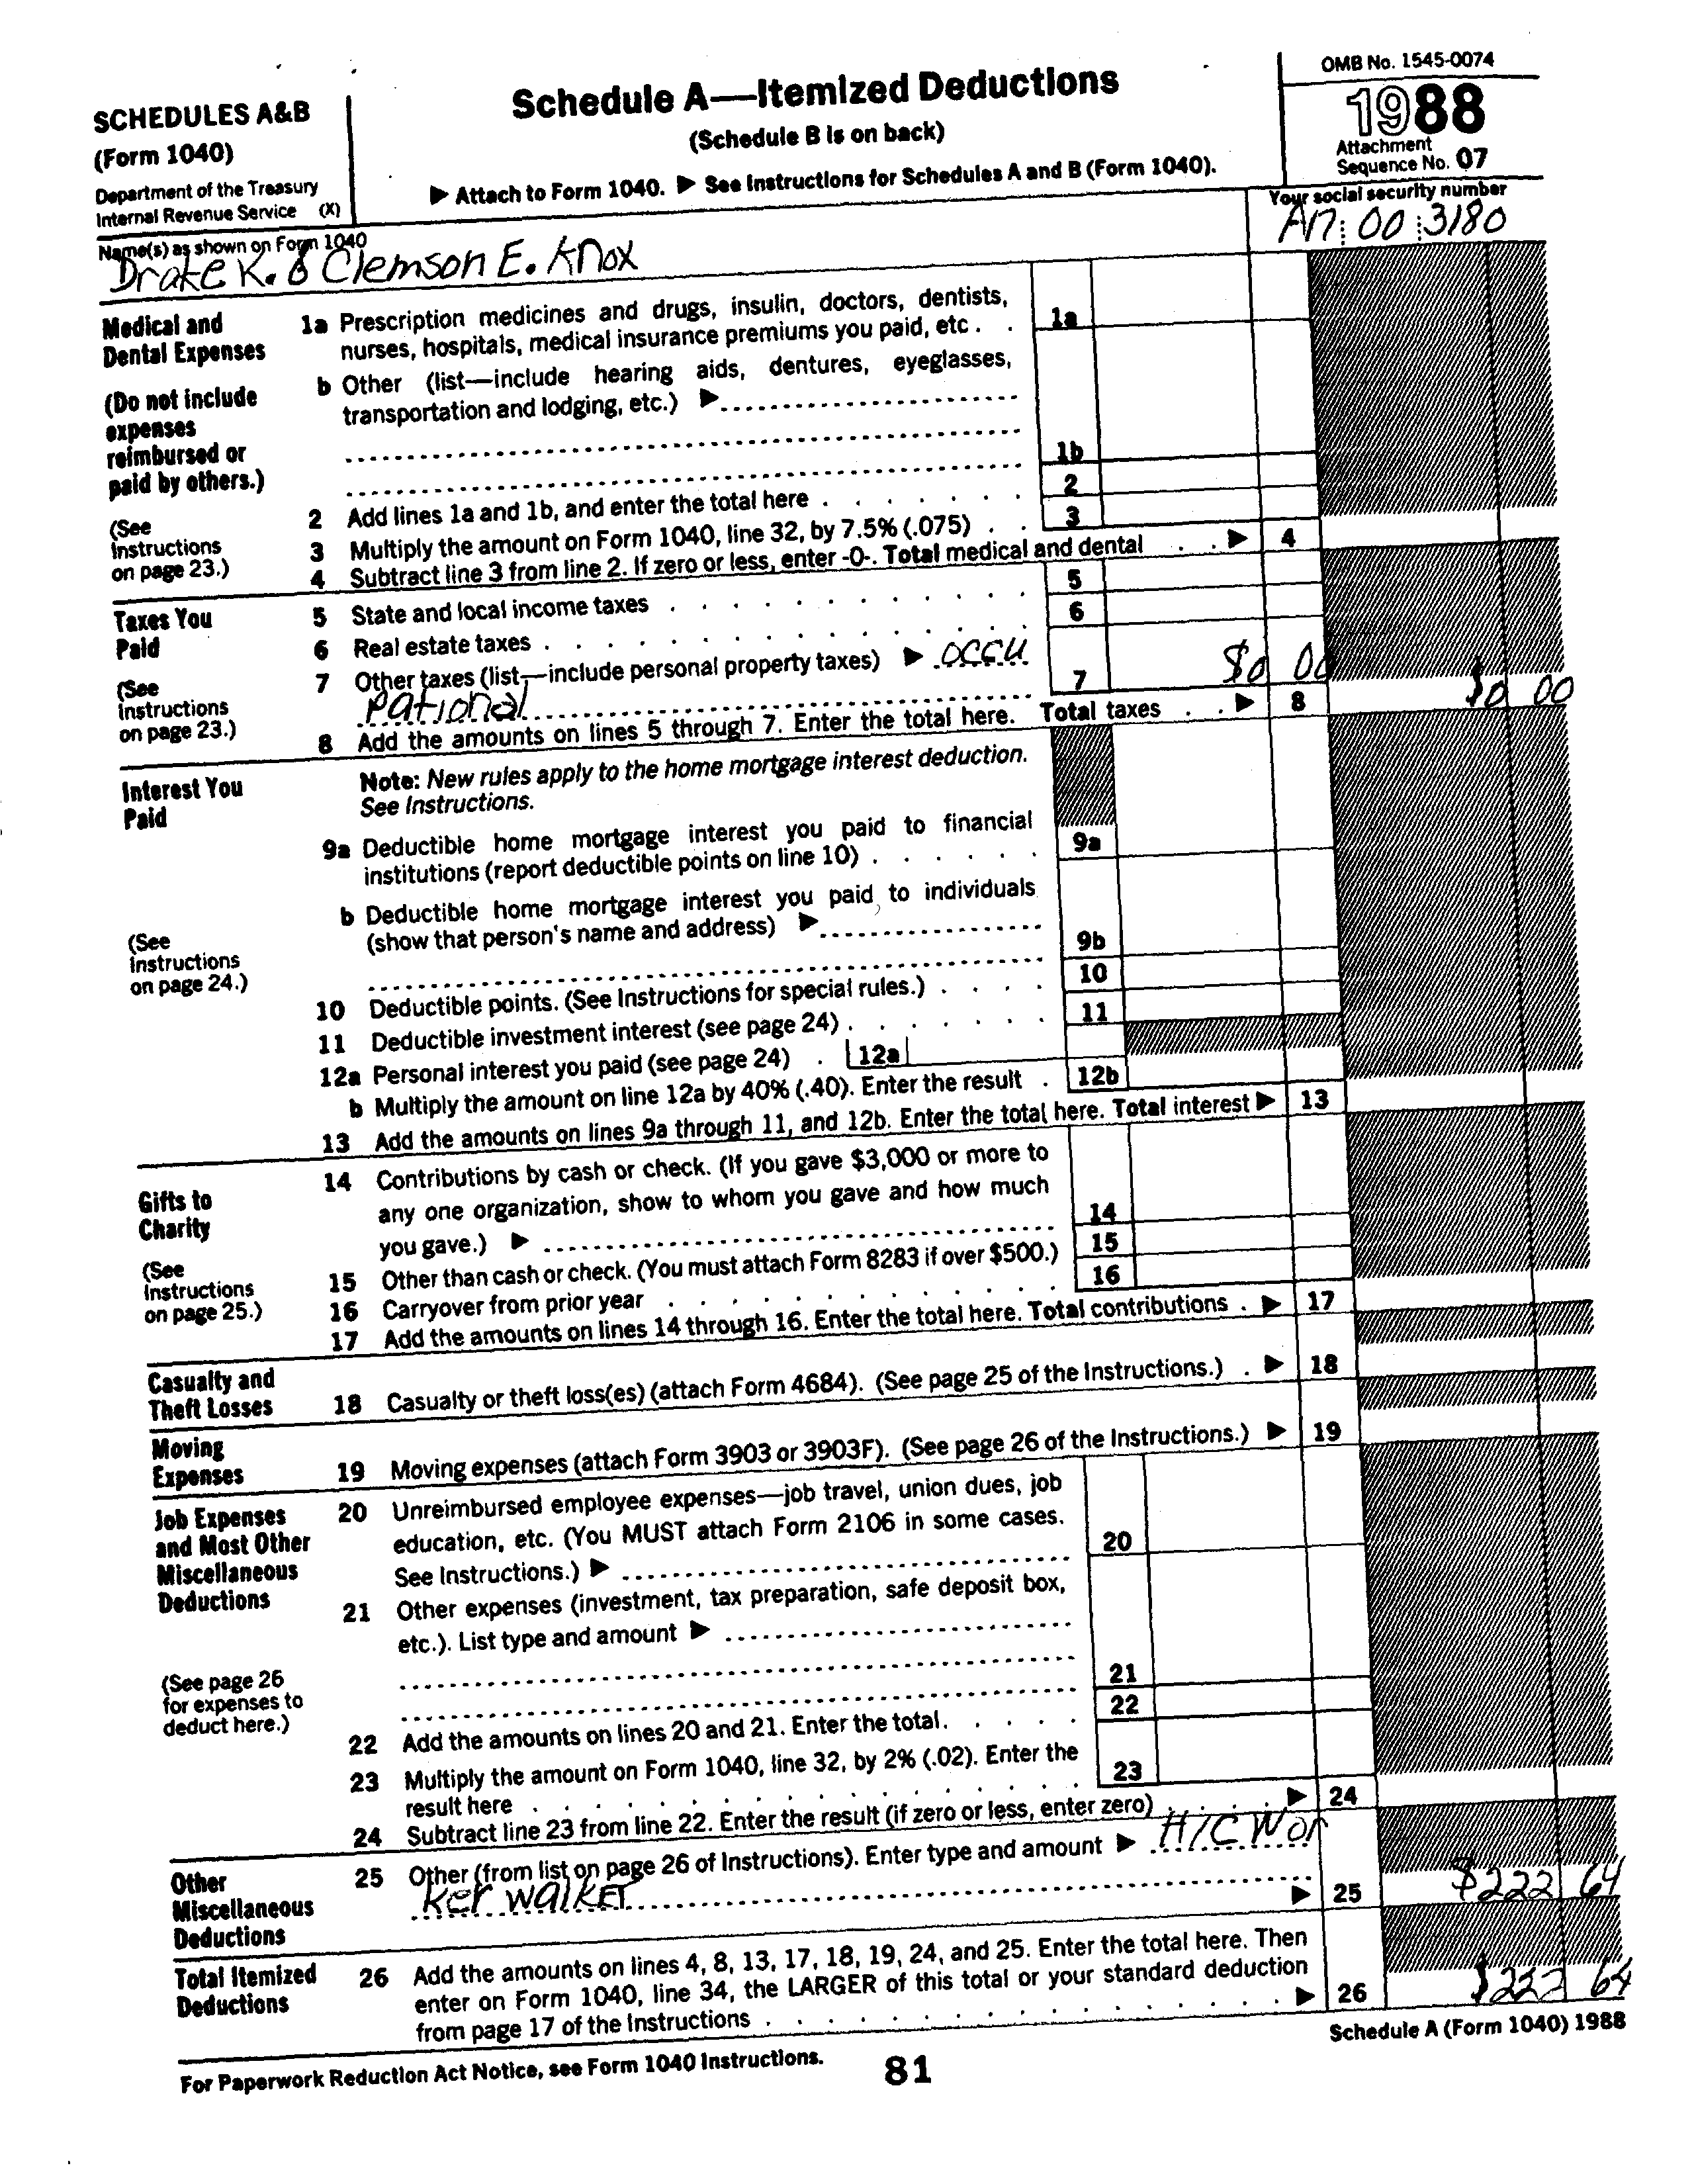 SCHEDULES A&B
(Form 1040)
Department of the Treasury
Internal Revenue Service (X)
Schedule A—Itemized Deductions
(Schedule B is on back)
▶ Attach to Form 1040. ▶ See Instructions for Schedules A and B (Form 1040).
OMB No. 1545-0074
1988
Attachment
Sequence No. 07
Name(s) as shown on Form 1040
Drake K. & Clemson E. Knox
Your social security number
An 00 3180
Medical and
Dental Expenses
(Do not include
expenses
reimbursed or
paid by others.)
(See
Instructions
on page 23.)
1a Prescription medicines and drugs, insulin, doctors, dentists,
nurses, hospitals, medical insurance premiums you paid, etc . . 1a
b Other (list—include hearing aids, dentures, eyeglasses,
transportation and lodging, etc.) ▶
1b
2 Add lines 1a and 1b, and enter the total here . . . . . . . 2
3 Multiply the amount on Form 1040, line 32, by 7.5% (.075) . . 3
4 Subtract line 3 from line 2. If zero or less, enter -0-. Total medical and dental . . ▶ 4
Taxes You
Paid
(See
Instructions
on page 23.)
5 State and local income taxes . . . . . . . . . . . . 5
6 Real estate taxes . . . . . . . . . . . . . . . . 6
7 Other taxes (list—include personal property taxes) ▶ occu
pational 7 $0 00
8 Add the amounts on lines 5 through 7. Enter the total here. Total taxes . . ▶ 8 $0 00
Interest You
Paid
(See
Instructions
on page 24.)
Note: New rules apply to the home mortgage interest deduction.
See Instructions.
9a Deductible home mortgage interest you paid to financial
institutions (report deductible points on line 10) . . . . . . 9a
b Deductible home mortgage interest you paid to individuals
(show that person's name and address) ▶
9b
10 Deductible points. (See Instructions for special rules.) . . . . 10
11 Deductible investment interest (see page 24) . . . . . . . 11
12a Personal interest you paid (see page 24) . 12a
b Multiply the amount on line 12a by 40% (.40). Enter the result . 12b
13 Add the amounts on lines 9a through 11, and 12b. Enter the total here. Total interest ▶ 13
Gifts to
Charity
(See
Instructions
on page 25.)
14 Contributions by cash or check. (If you gave $3,000 or more to
any one organization, show to whom you gave and how much
you gave.) ▶ 14
15 Other than cash or check. (You must attach Form 8283 if over $500.) 15
16 Carryover from prior year . . . . . . . . . . . . . 16
17 Add the amounts on lines 14 through 16. Enter the total here. Total contributions . ▶ 17
Casualty and
Theft Losses
18 Casualty or theft loss(es) (attach Form 4684). (See page 25 of the Instructions.) . ▶ 18
Moving
Expenses
19 Moving expenses (attach Form 3903 or 3903F). (See page 26 of the Instructions.) ▶ 19
Job Expenses
and Most Other
Miscellaneous
Deductions
(See page 26
for expenses to
deduct here.)
20 Unreimbursed employee expenses—job travel, union dues, job
education, etc. (You MUST attach Form 2106 in some cases.
See Instructions.) ▶ 20
21 Other expenses (investment, tax preparation, safe deposit box,
etc.). List type and amount ▶
21
22 Add the amounts on lines 20 and 21. Enter the total. . . . . 22
23 Multiply the amount on Form 1040, line 32, by 2% (.02). Enter the
result here . . . . . . . . . . . . . . . . . 23
24 Subtract line 23 from line 22. Enter the result (if zero or less, enter zero) . . . . ▶ 24
Other
Miscellaneous
Deductions
25 Other (from list on page 26 of Instructions). Enter type and amount ▶ H/C Wor
ker walker ▶ 25 $222 64
Total Itemized
Deductions
26 Add the amounts on lines 4, 8, 13, 17, 18, 19, 24, and 25. Enter the total here. Then
enter on Form 1040, line 34, the LARGER of this total or your standard deduction
from page 17 of the Instructions . . . . . . . . . . . . . . ▶ 26 $222 64
For Paperwork Reduction Act Notice, see Form 1040 Instructions.
81
Schedule A (Form 1040) 1988